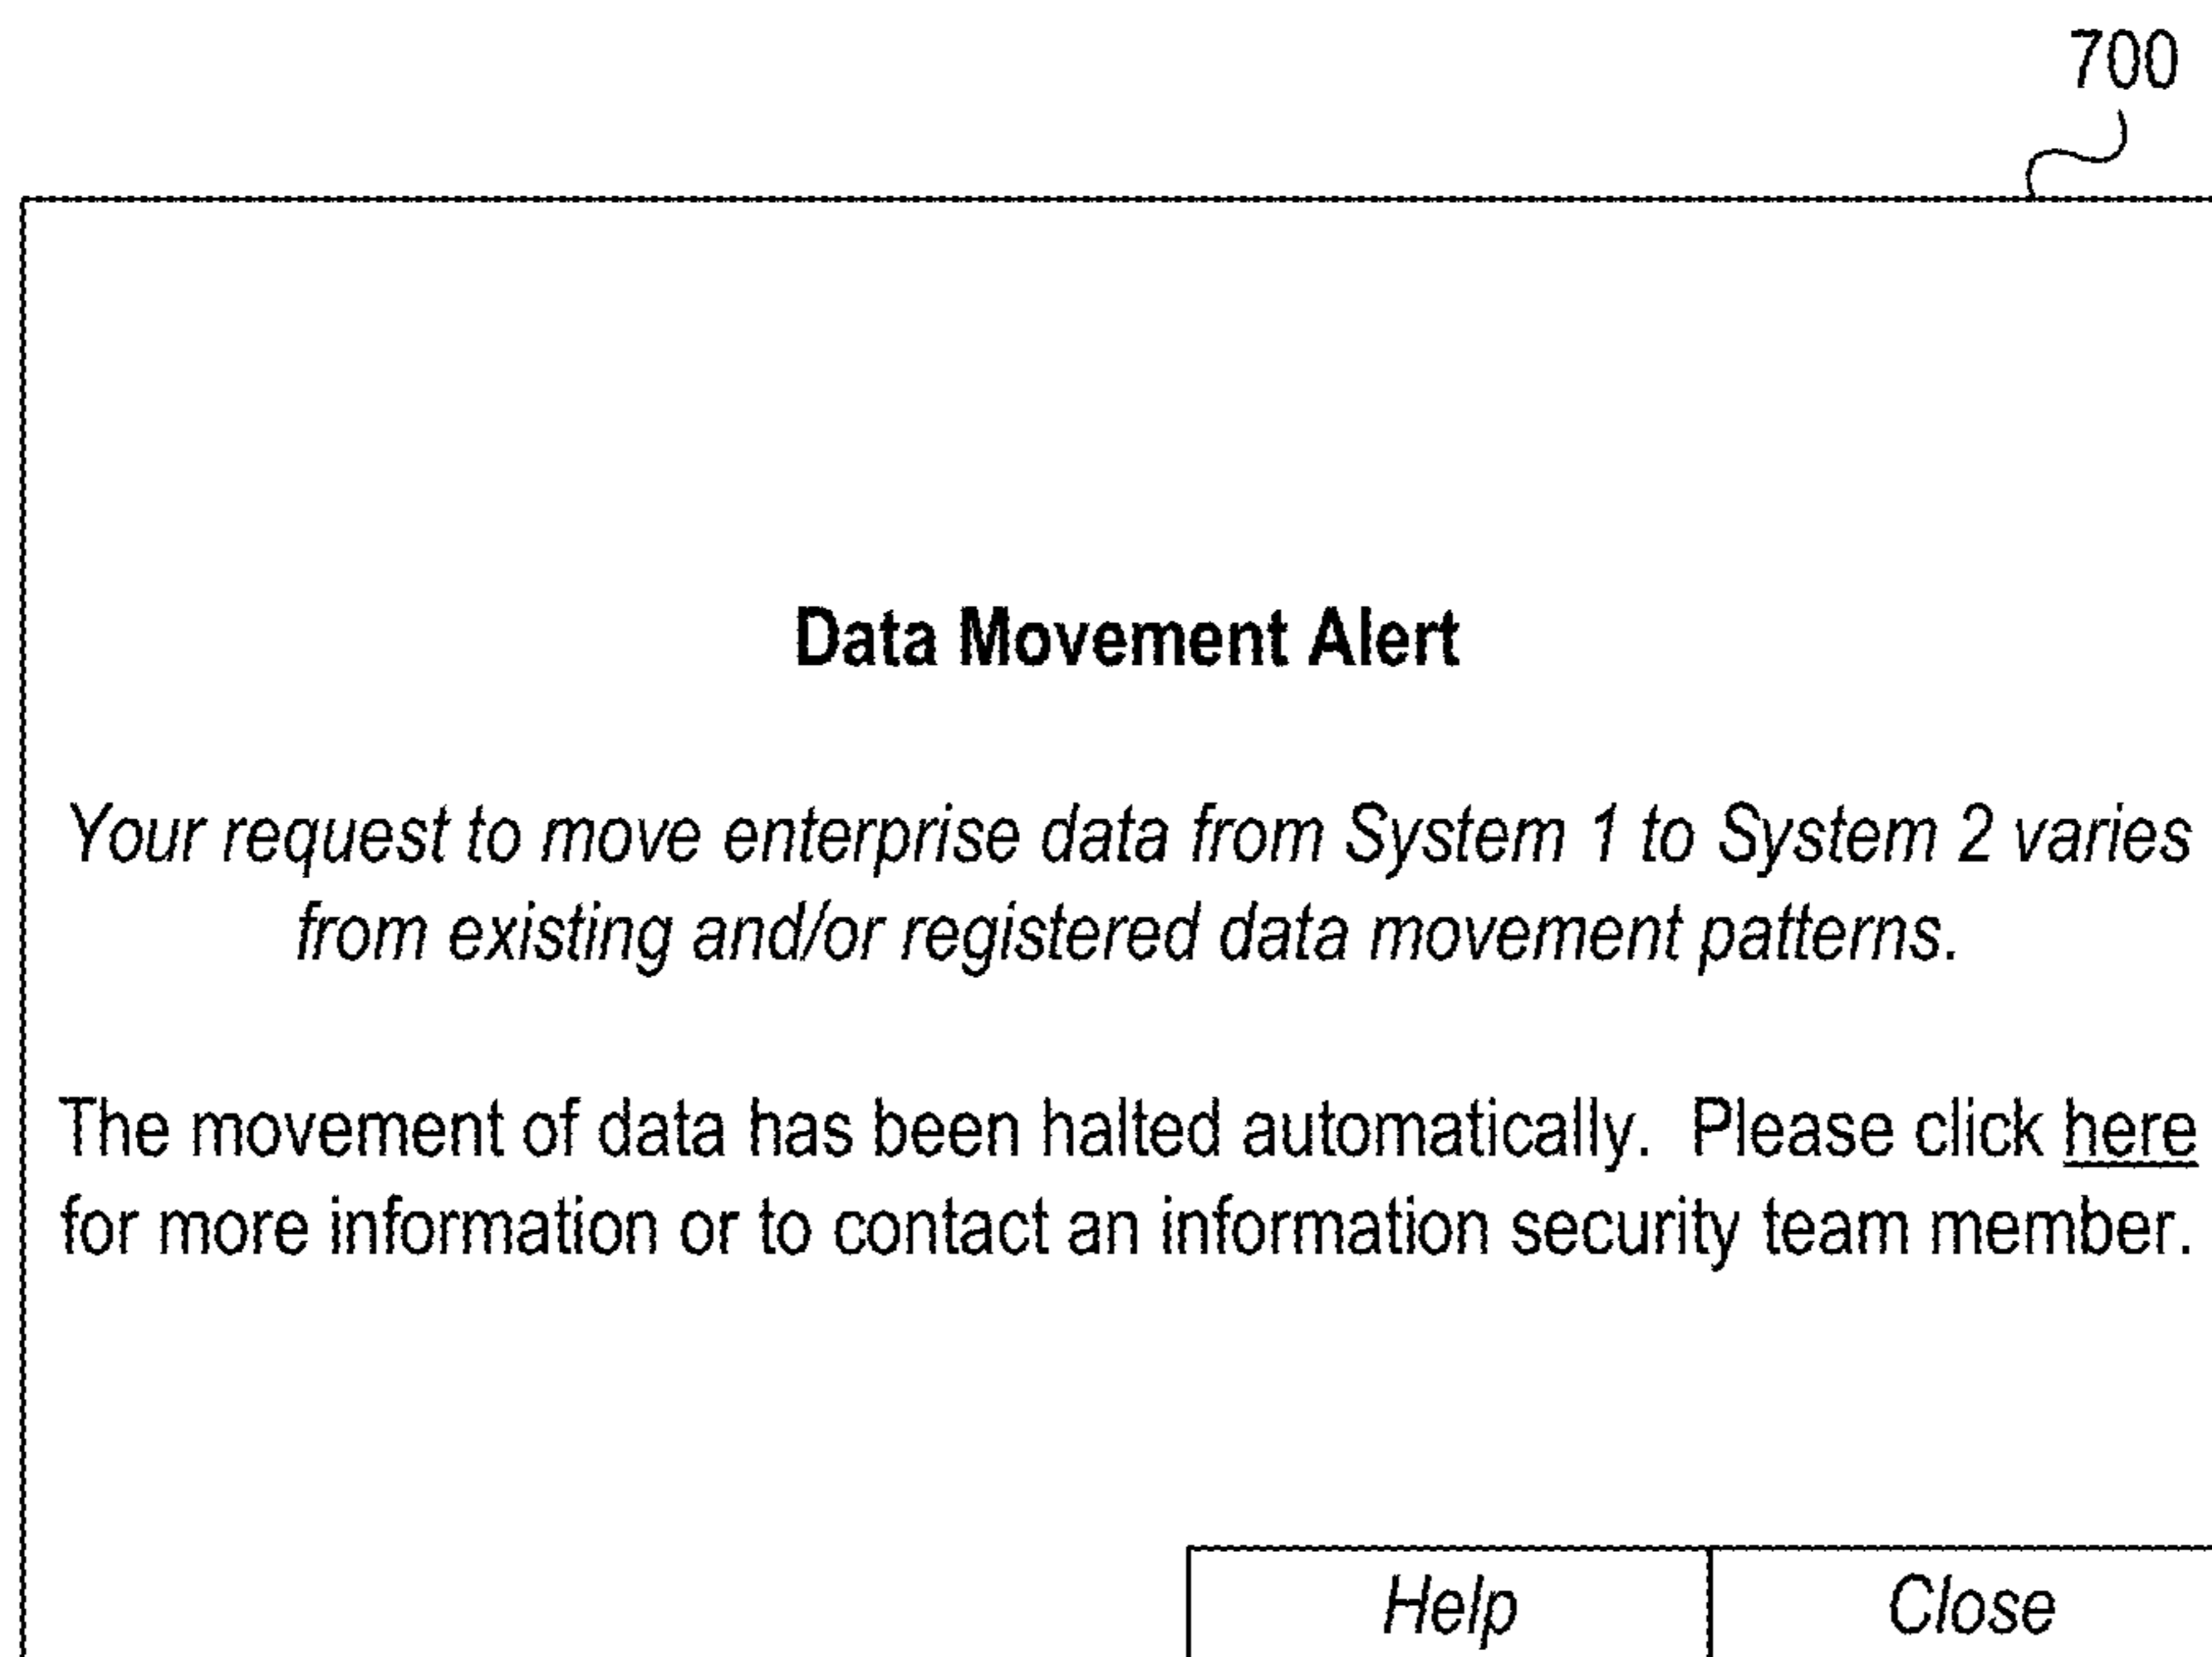 700
Data Movement Alert
Your request to move enterprise data from System 1 to System 2 varies
from existing and/or registered data movement patterns.
The movement of data has been halted automatically. Please click here
for more information or to contact an information security team member.
Help Close